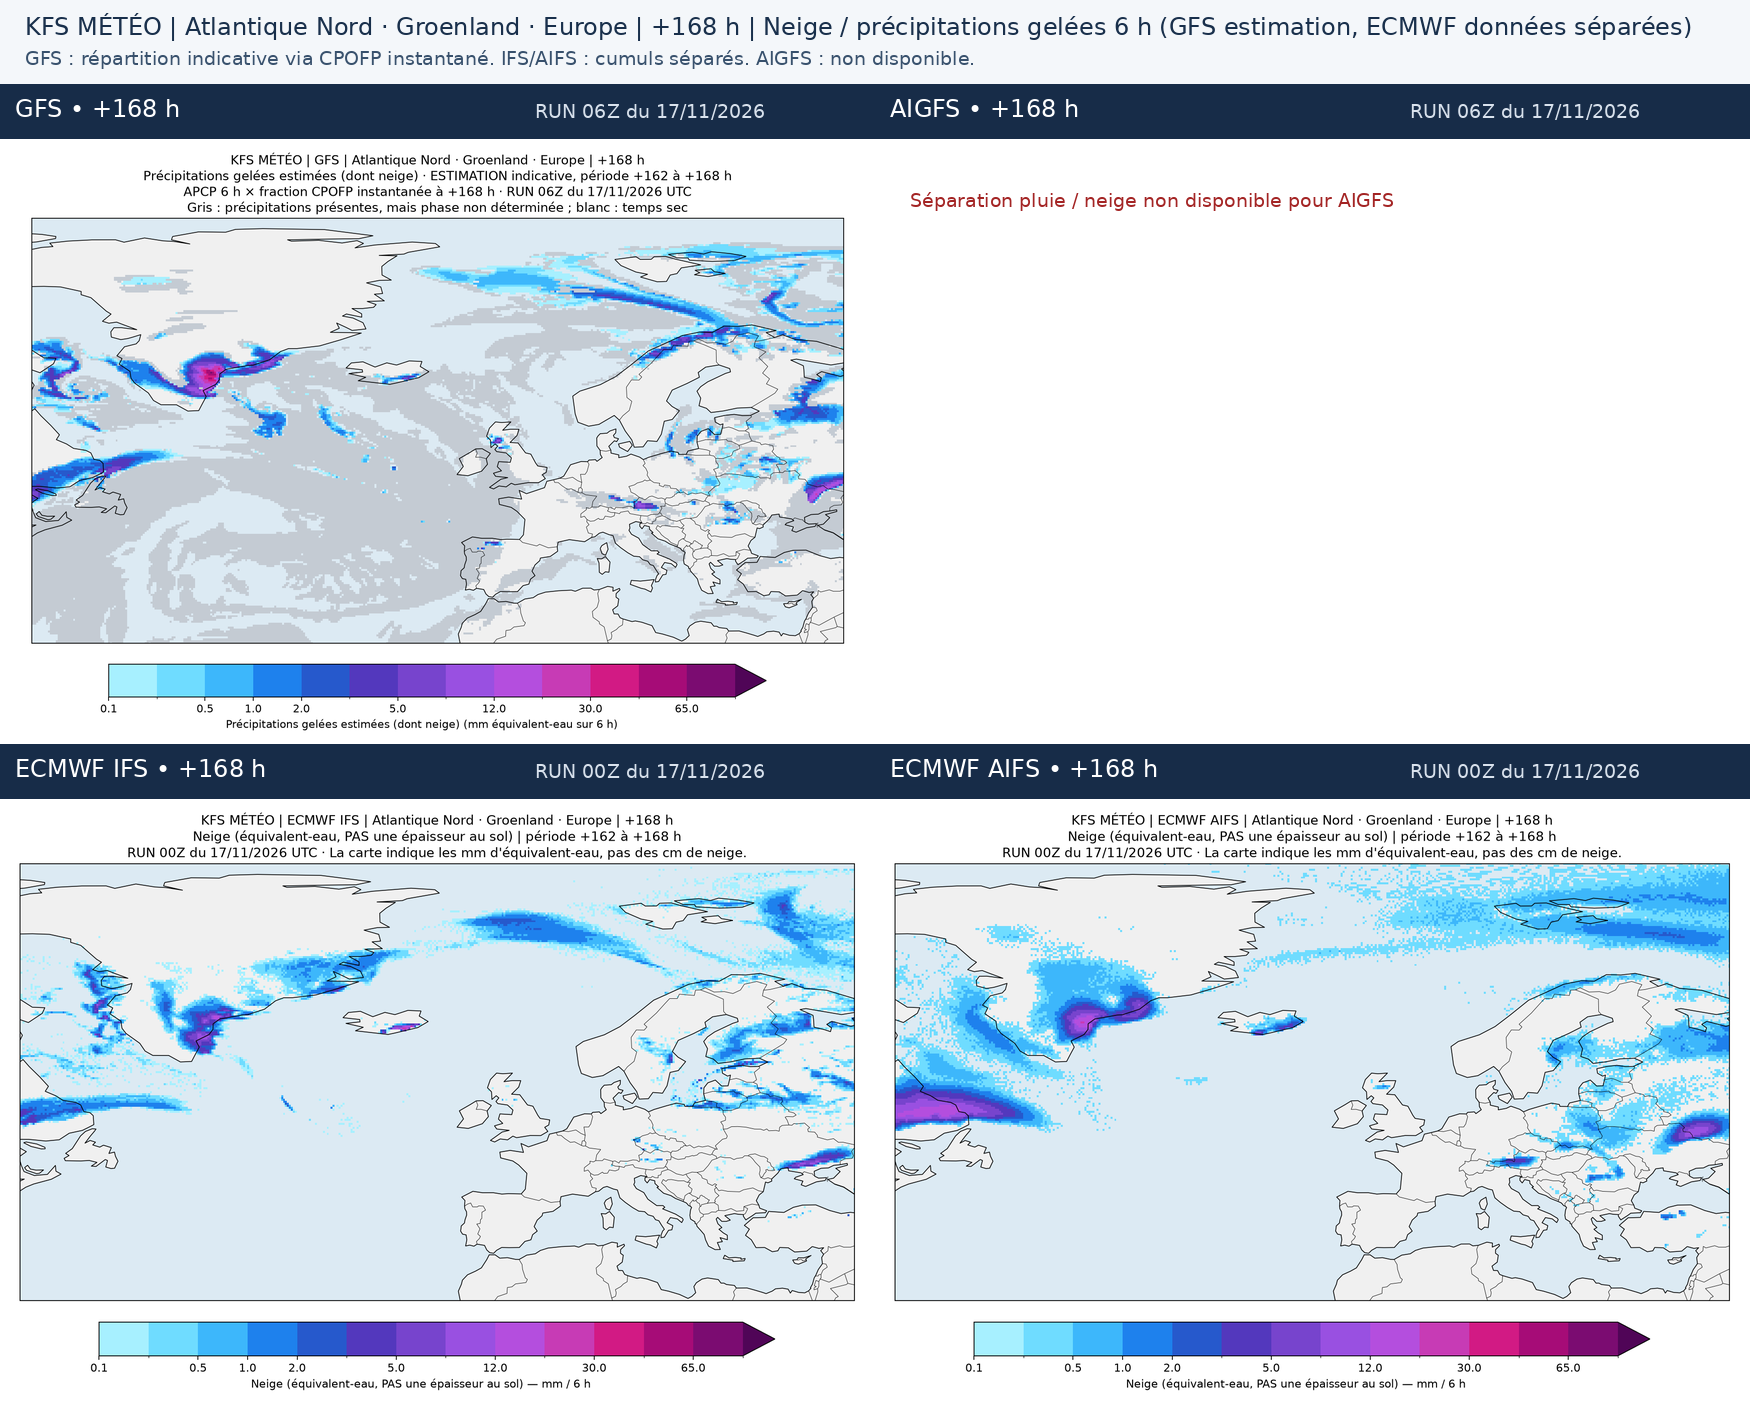 KFS MÉTÉO | Atlantique Nord · Groenland · Europe | +168 h | Neige / précipitations gelées 6 h (GFS estimation, ECMWF données séparées)
GFS : répartition indicative via CPOFP instantané. IFS/AIFS : cumuls séparés. AIGFS : non disponible.
GFS • +168 h RUN 06Z du 17/11/2026
AIGFS • +168 h RUN 06Z du 17/11/2026
KFS MÉTÉO | GFS | Atlantique Nord · Groenland · Europe | +168 h
Précipitations gelées estimées (dont neige) · ESTIMATION indicative, période +162 à +168 h
APCP 6 h × fraction CPOFP instantanée à +168 h · RUN 06Z du 17/11/2026 UTC
Gris : précipitations présentes, mais phase non déterminée ; blanc : temps sec
0.1 0.5 1.0 2.0 5.0 12.0 30.0 65.0
Précipitations gelées estimées (dont neige) (mm équivalent-eau sur 6 h)
Séparation pluie / neige non disponible pour AIGFS
ECMWF IFS • +168 h RUN 00Z du 17/11/2026
ECMWF AIFS • +168 h RUN 00Z du 17/11/2026
KFS MÉTÉO | ECMWF IFS | Atlantique Nord · Groenland · Europe | +168 h
Neige (équivalent-eau, PAS une épaisseur au sol) | période +162 à +168 h
RUN 00Z du 17/11/2026 UTC · La carte indique les mm d'équivalent-eau, pas des cm de neige.
0.1 0.5 1.0 2.0 5.0 12.0 30.0 65.0
Neige (équivalent-eau, PAS une épaisseur au sol) — mm / 6 h
KFS MÉTÉO | ECMWF AIFS | Atlantique Nord · Groenland · Europe | +168 h
Neige (équivalent-eau, PAS une épaisseur au sol) | période +162 à +168 h
RUN 00Z du 17/11/2026 UTC · La carte indique les mm d'équivalent-eau, pas des cm de neige.
0.1 0.5 1.0 2.0 5.0 12.0 30.0 65.0
Neige (équivalent-eau, PAS une épaisseur au sol) — mm / 6 h